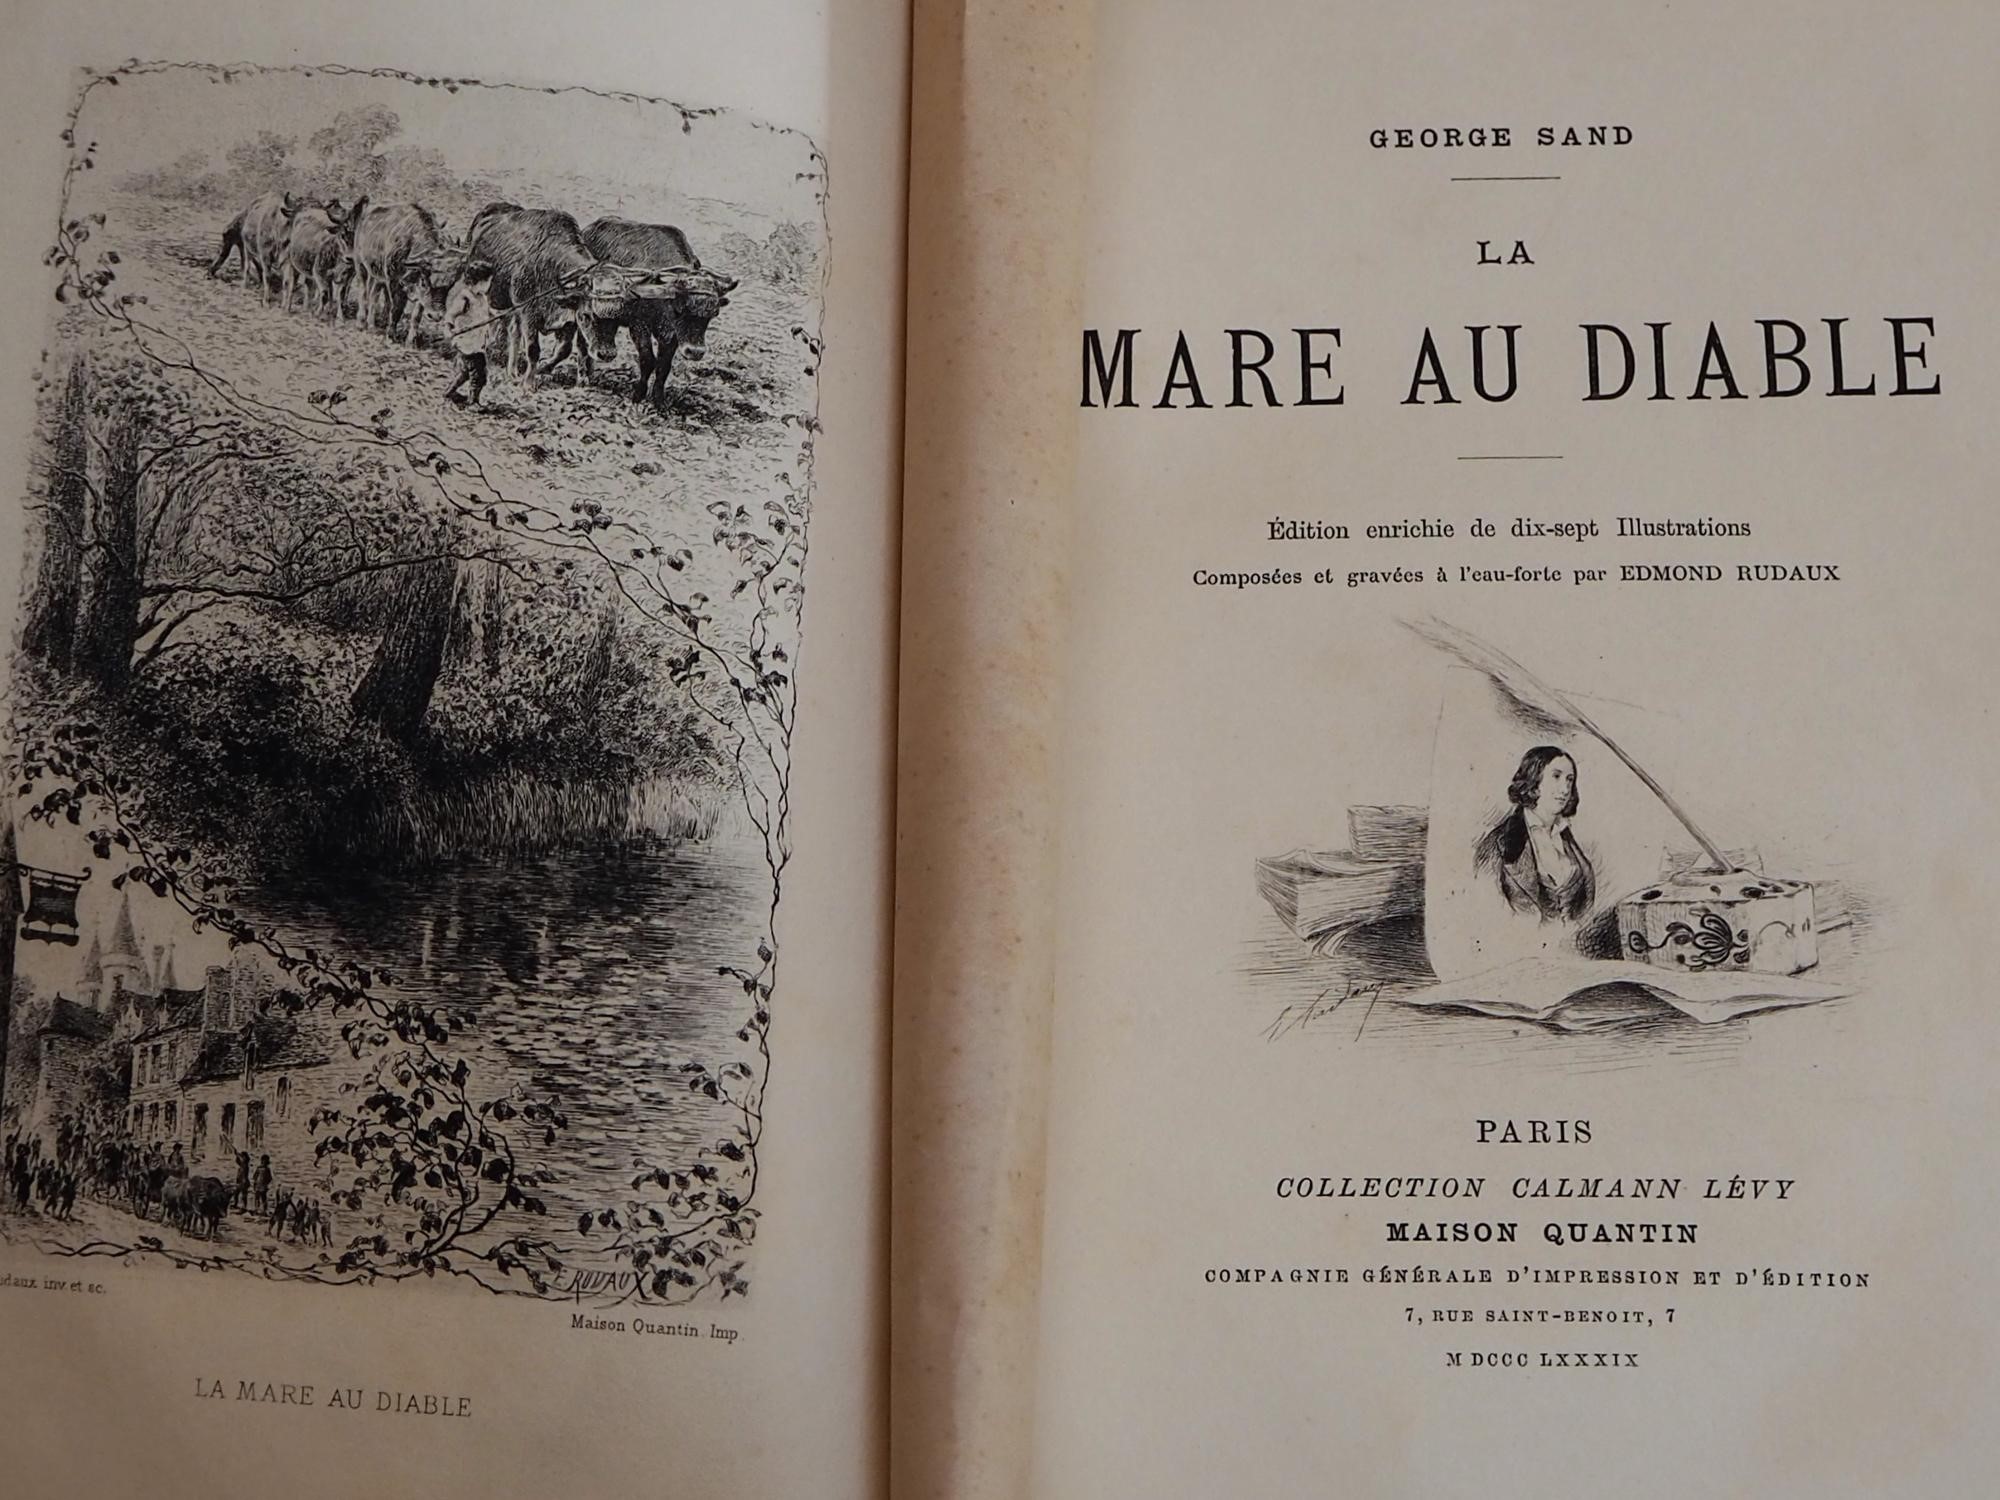 E. RUDAUX
inv. et sc.
Maison Quantin. Imp.
LA MARE AU DIABLE
GEORGE SAND
LA
MARE AU DIABLE
Édition enrichie de dix-sept Illustrations
Composées et gravées à l'eau-forte par EDMOND RUDAUX
E Rudaux
PARIS
COLLECTION CALMANN LÉVY
MAISON QUANTIN
COMPAGNIE GÉNÉRALE D'IMPRESSION ET D'ÉDITION
7, RUE SAINT-BENOIT, 7
M DCCC LXXXIX